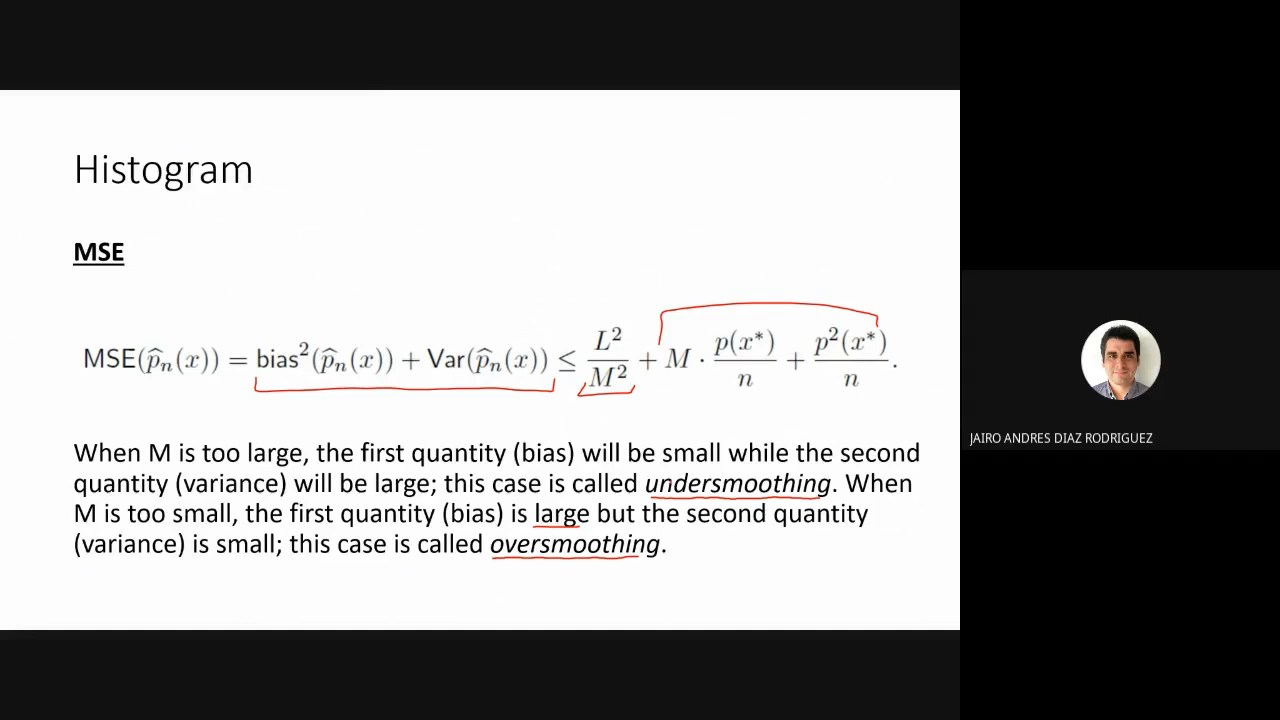 Histogram
MSE
MSE(p̂ₙ(x)) = bias²(p̂ₙ(x)) + Var(p̂ₙ(x)) ≤ L²/M² + M · p(x*)/n + p²(x*)/n .
When M is too large, the first quantity (bias) will be small while the second
quantity (variance) will be large; this case is called undersmoothing. When
M is too small, the first quantity (bias) is large but the second quantity
(variance) is small; this case is called oversmoothing.
JAIRO ANDRES DIAZ RODRIGUEZ